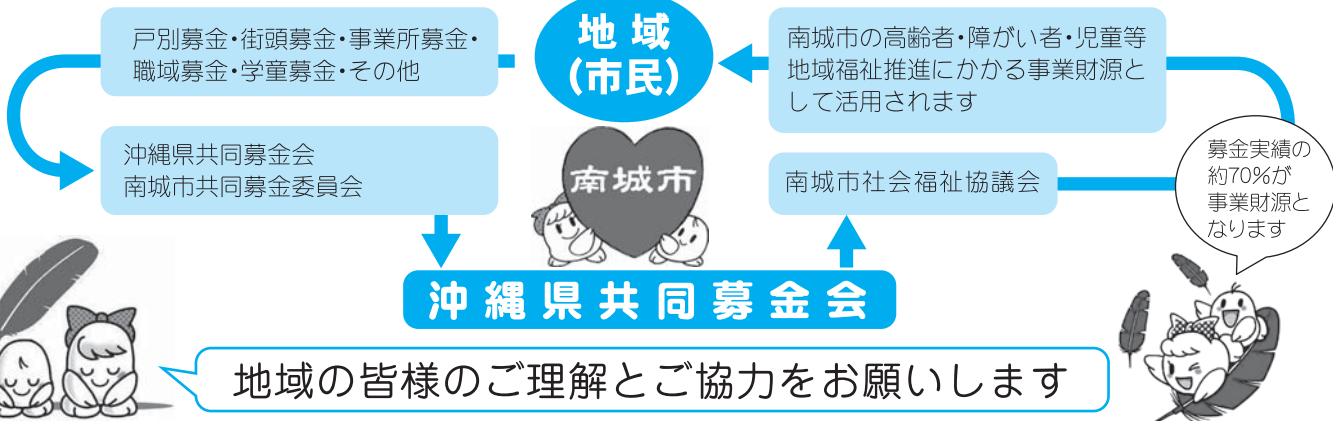 地域
(市民)
戸別募金・街頭募金・事業所募金・
職域募金・学童募金・その他
沖縄県共同募金会
南城市共同募金委員会
南城市
沖縄県共同募金会
南城市社会福祉協議会
募金実績の
約70%が
事業財源と
なります
南城市の高齢者・障がい者・児童等
地域福祉推進にかかる事業財源と
して活用されます
地域の皆様のご理解とご協力をお願いします